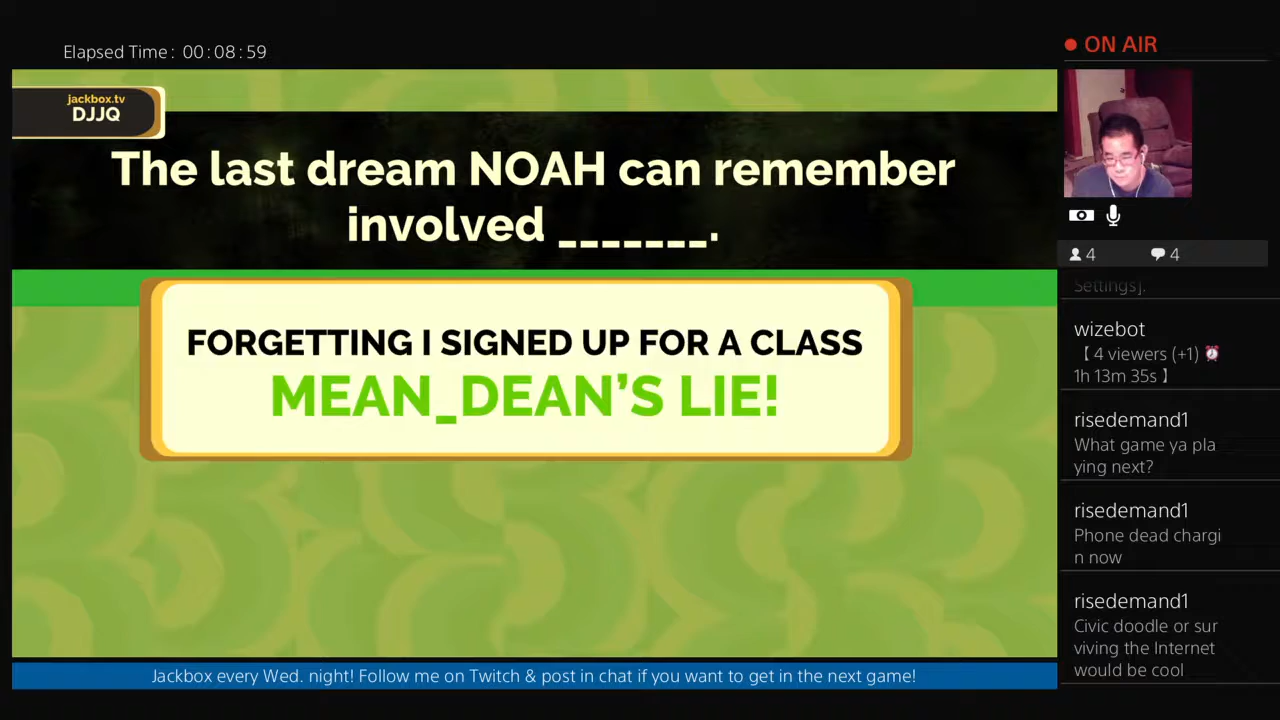 Elapsed Time: 00:08:59
ON AIR
jackbox.tv
DJJQ
The last dream NOAH can remember
involved _______.
FORGETTING I SIGNED UP FOR A CLASS
MEAN_DEAN'S LIE!
4
4
Settings].
wizebot
【 4 viewers (+1) ⏰
1h 13m 35s 】
risedemand1
What game ya pla
ying next?
risedemand1
Phone dead chargi
n now
risedemand1
Civic doodle or sur
viving the Internet
would be cool
Jackbox every Wed. night! Follow me on Twitch & post in chat if you want to get in the next game!